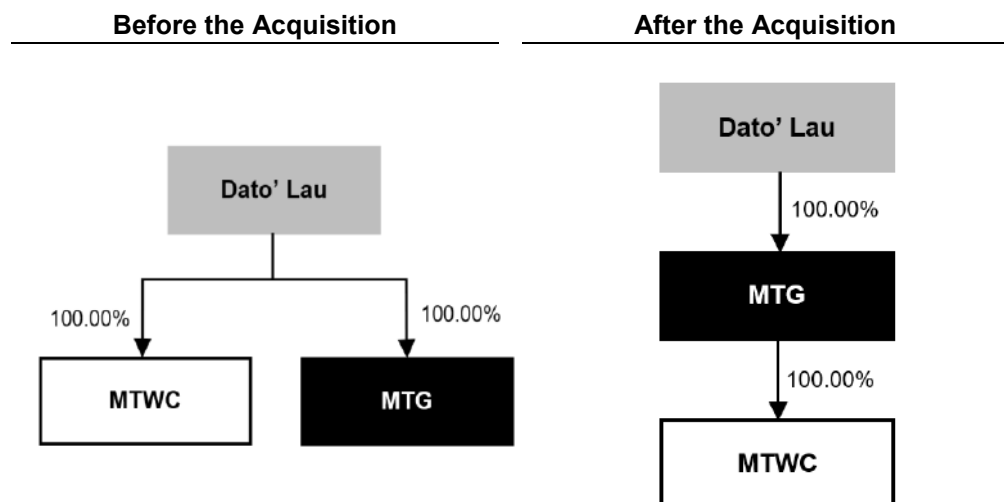 Before the Acquisition
Dato’ Lau
100.00%
100.00%
MTWC
MTG
After the Acquisition
Dato’ Lau
100.00%
MTG
100.00%
MTWC